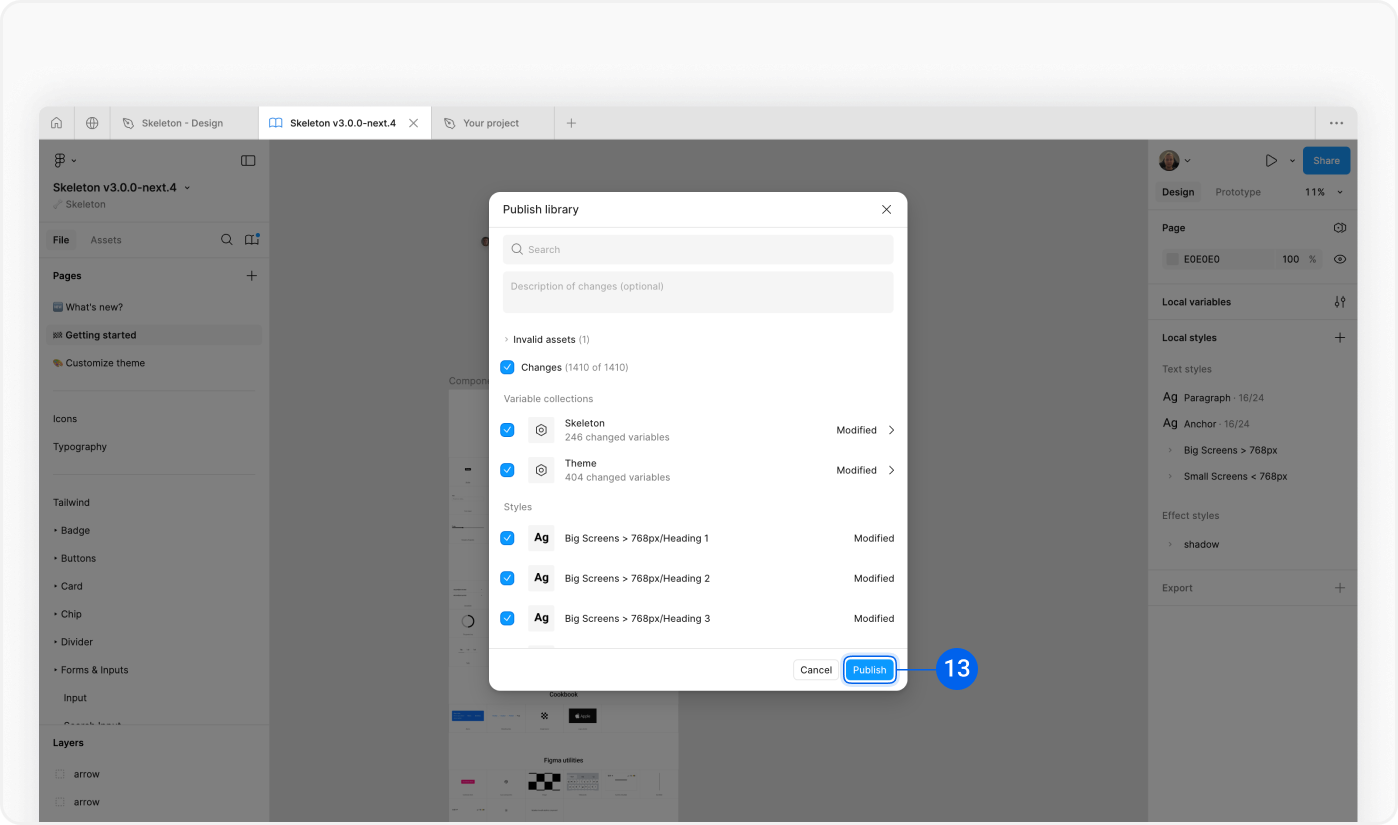 Skeleton - Design
Skeleton v3.0.0-next.4
Your project
Skeleton v3.0.0-next.4
Skeleton
File
Assets
Pages
What's new?
Getting started
Customize theme
Icons
Typography
Tailwind
Badge
Buttons
Card
Chip
Divider
Forms & Inputs
Input
Search Input
Layers
arrow
arrow
Compone
Publish library
Search
Description of changes (optional)
Invalid assets (1)
Changes (1410 of 1410)
Variable collections
Skeleton
246 changed variables
Modified
Theme
404 changed variables
Modified
Styles
Ag Big Screens > 768px/Heading 1 Modified
Ag Big Screens > 768px/Heading 2 Modified
Ag Big Screens > 768px/Heading 3 Modified
Cancel
Publish
13
Cookbook
Figma utilities
Share
Design
Prototype
11%
Page
E0E0E0 100 %
Local variables
Local styles
Text styles
Ag Paragraph · 16/24
Ag Anchor · 16/24
Big Screens > 768px
Small Screens < 768px
Effect styles
shadow
Export